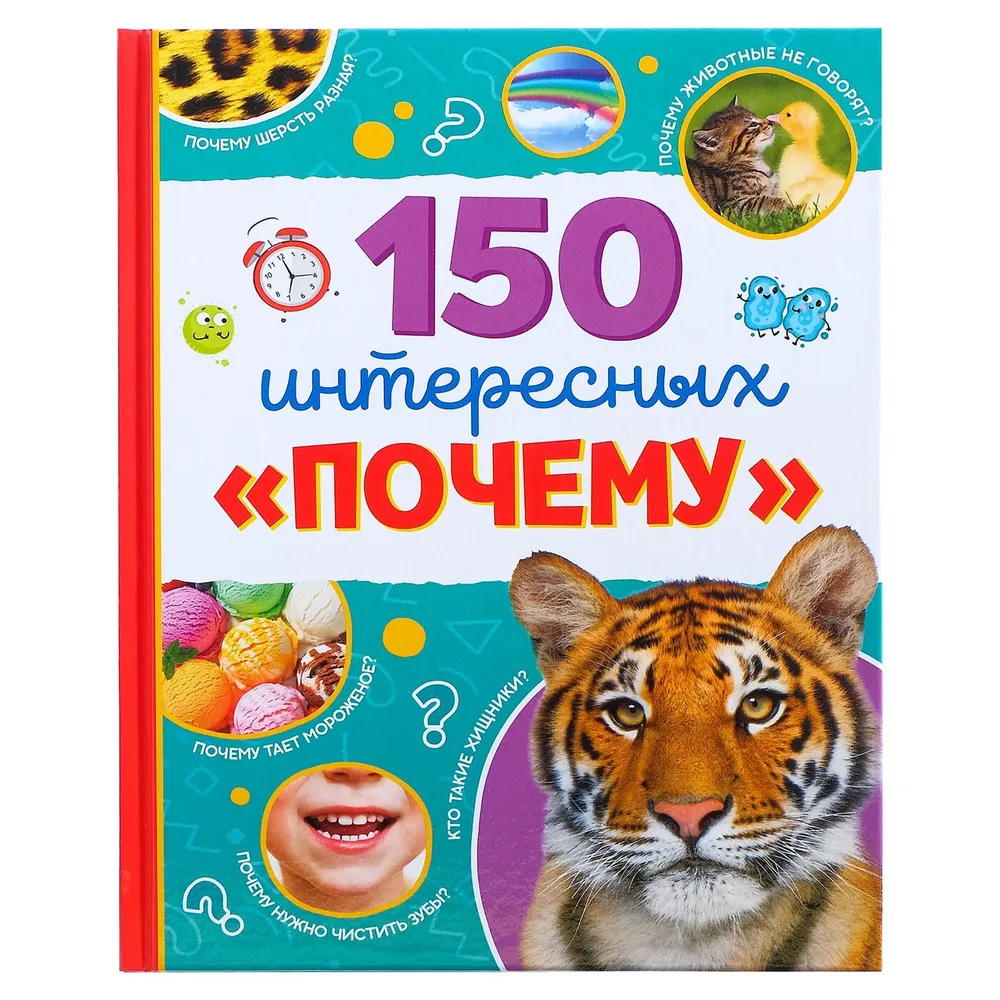 ПОЧЕМУ ШЕРСТЬ РАЗНАЯ?
ПОЧЕМУ ЖИВОТНЫЕ НЕ ГОВОРЯТ?
150
интересных
«ПОЧЕМУ»
ПОЧЕМУ ТАЕТ МОРОЖЕНОЕ?
КТО ТАКИЕ ХИЩНИКИ?
ПОЧЕМУ НУЖНО ЧИСТИТЬ ЗУБЫ?